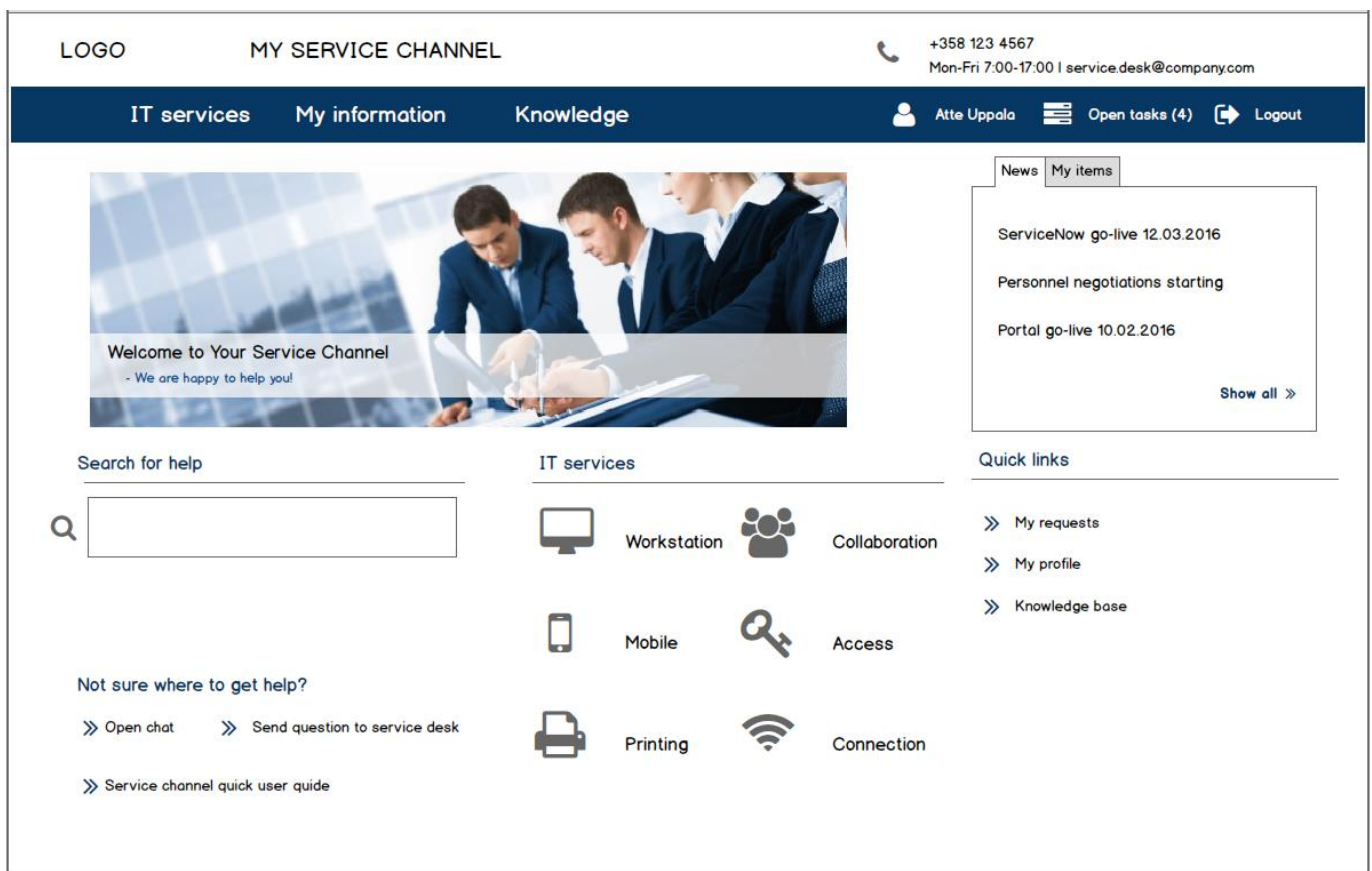 LOGO
MY SERVICE CHANNEL
+358 123 4567
Mon-Fri 7:00-17:00 I service.desk@company.com
IT services
My information
Knowledge
Atte Uppala
Open tasks (4)
Logout
Welcome to Your Service Channel
- We are happy to help you!
News
My items
ServiceNow go-live 12.03.2016
Personnel negotiations starting
Portal go-live 10.02.2016
Show all »
Search for help
Not sure where to get help?
» Open chat
» Send question to service desk
» Service channel quick user quide
IT services
Workstation
Collaboration
Mobile
Access
Printing
Connection
Quick links
» My requests
» My profile
» Knowledge base